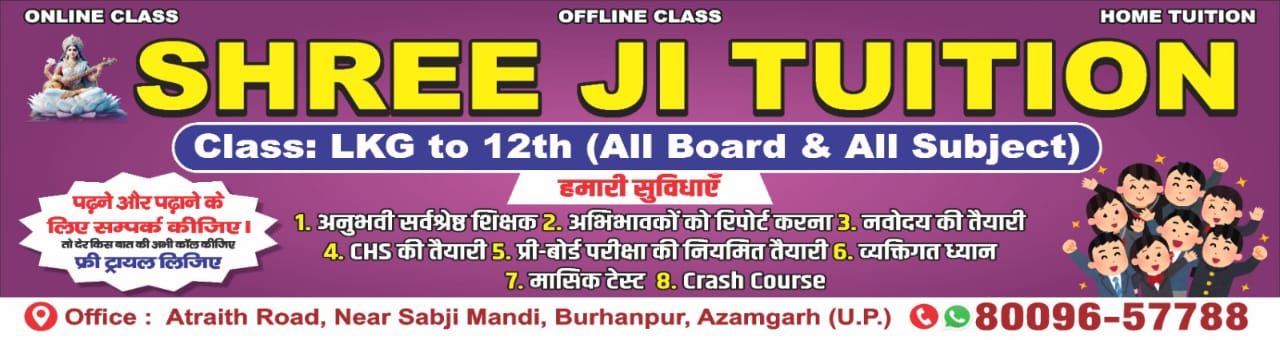 ONLINE CLASS
OFFLINE CLASS
HOME TUITION
SHREE JI TUITION
Class: LKG to 12th (All Board & All Subject)
हमारी सुविधाएँ
पढ़ने और पढ़ाने के
लिए सम्पर्क कीजिए।
तो देर किस बात की अभी कॉल कीजिए
फ्री ट्रायल लिजिए
1. अनुभवी सर्वश्रेष्ठ शिक्षक 2. अभिभावकों को रिपोर्ट करना 3. नवोदय की तैयारी
4. CHS की तैयारी 5. प्री-बोर्ड परीक्षा की नियमित तैयारी 6. व्यक्तिगत ध्यान
7. मासिक टेस्ट 8. Crash Course
Office : Atraith Road, Near Sabji Mandi, Burhanpur, Azamgarh (U.P.) 80096-57788